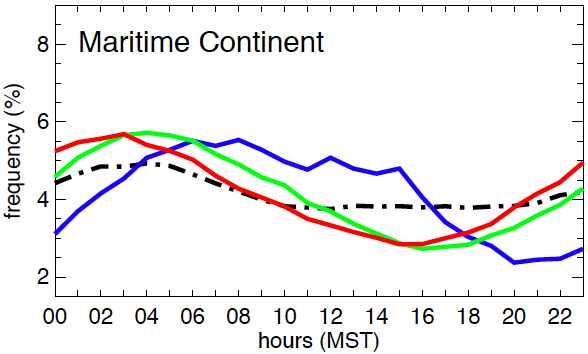 Maritime Continent
frequency (%)
8
6
4
2
00 02 04 06 08 10 12 14 16 18 20 22
hours (MST)